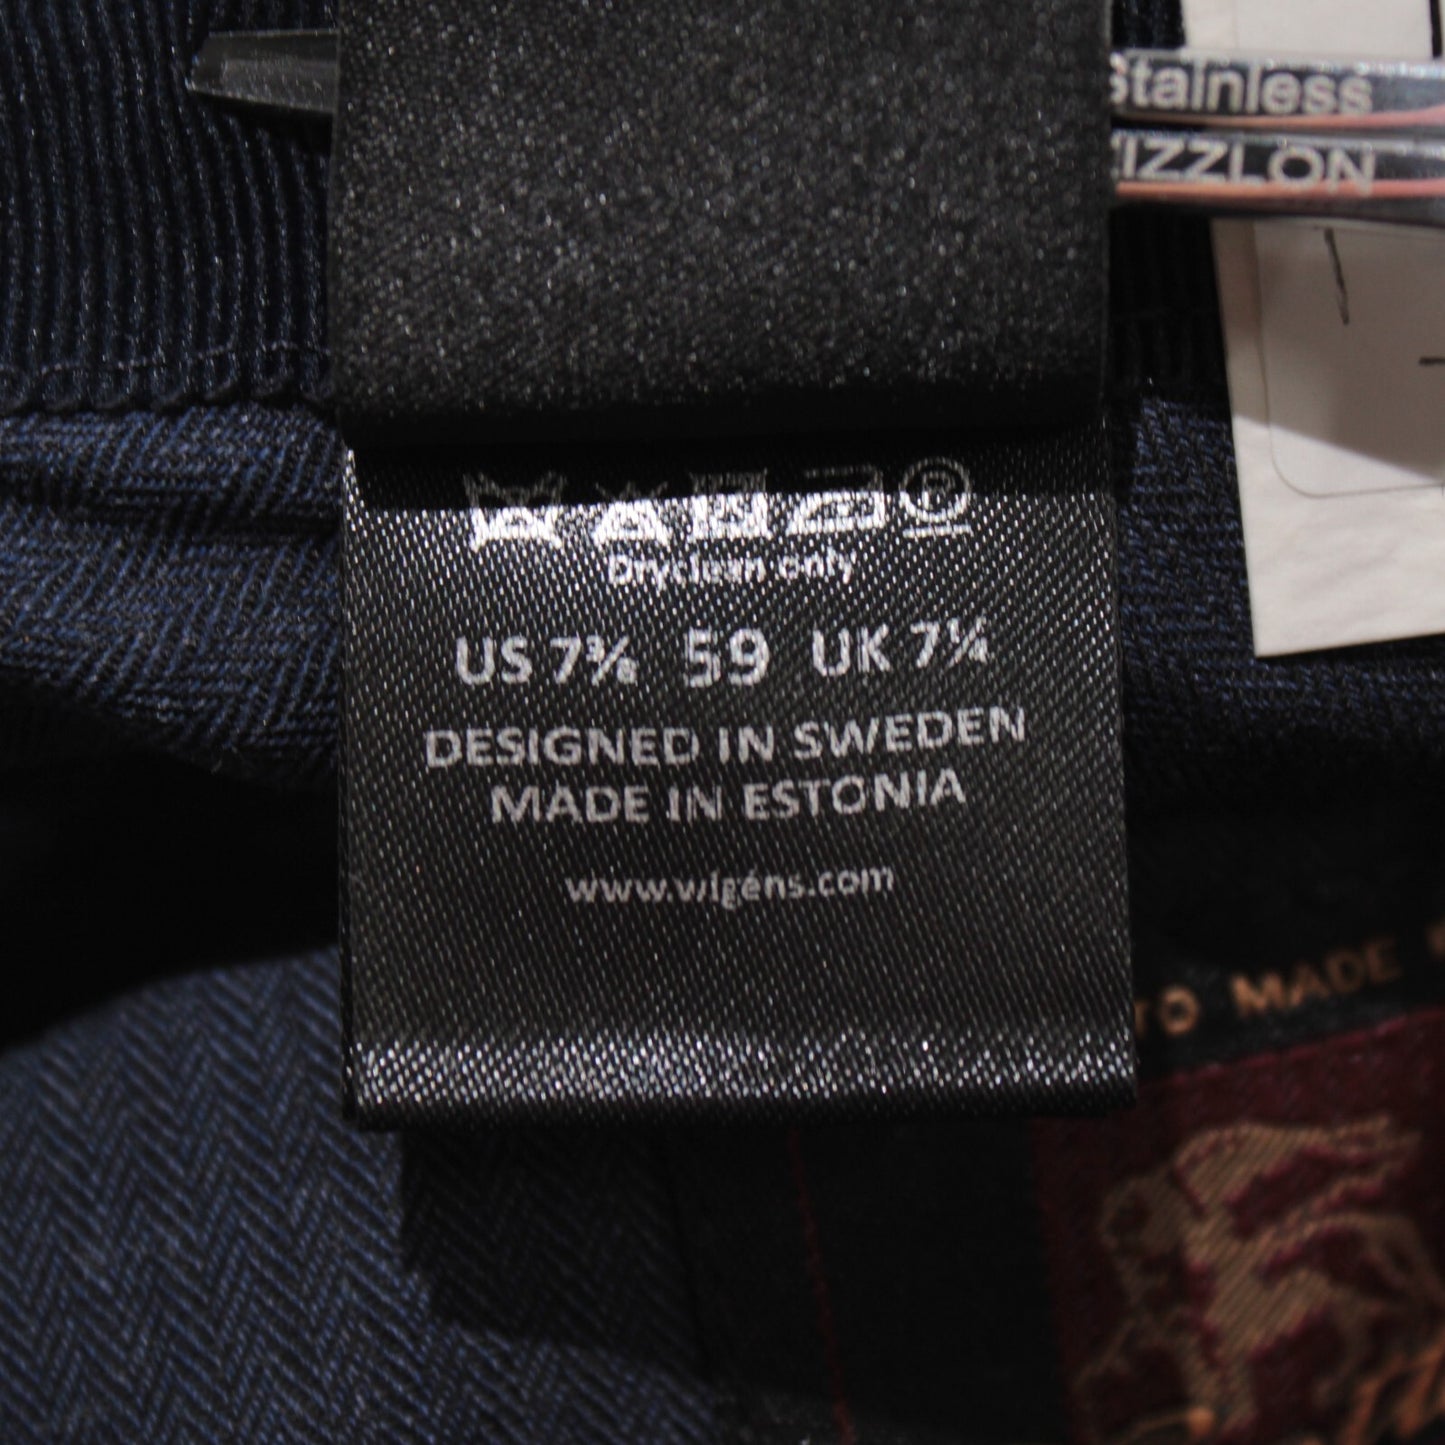 Stainless
IZZLON
Dryclean only
US 7⅜ 59 UK 7¼
DESIGNED IN SWEDEN
MADE IN ESTONIA
www.wigens.com
TO MADE